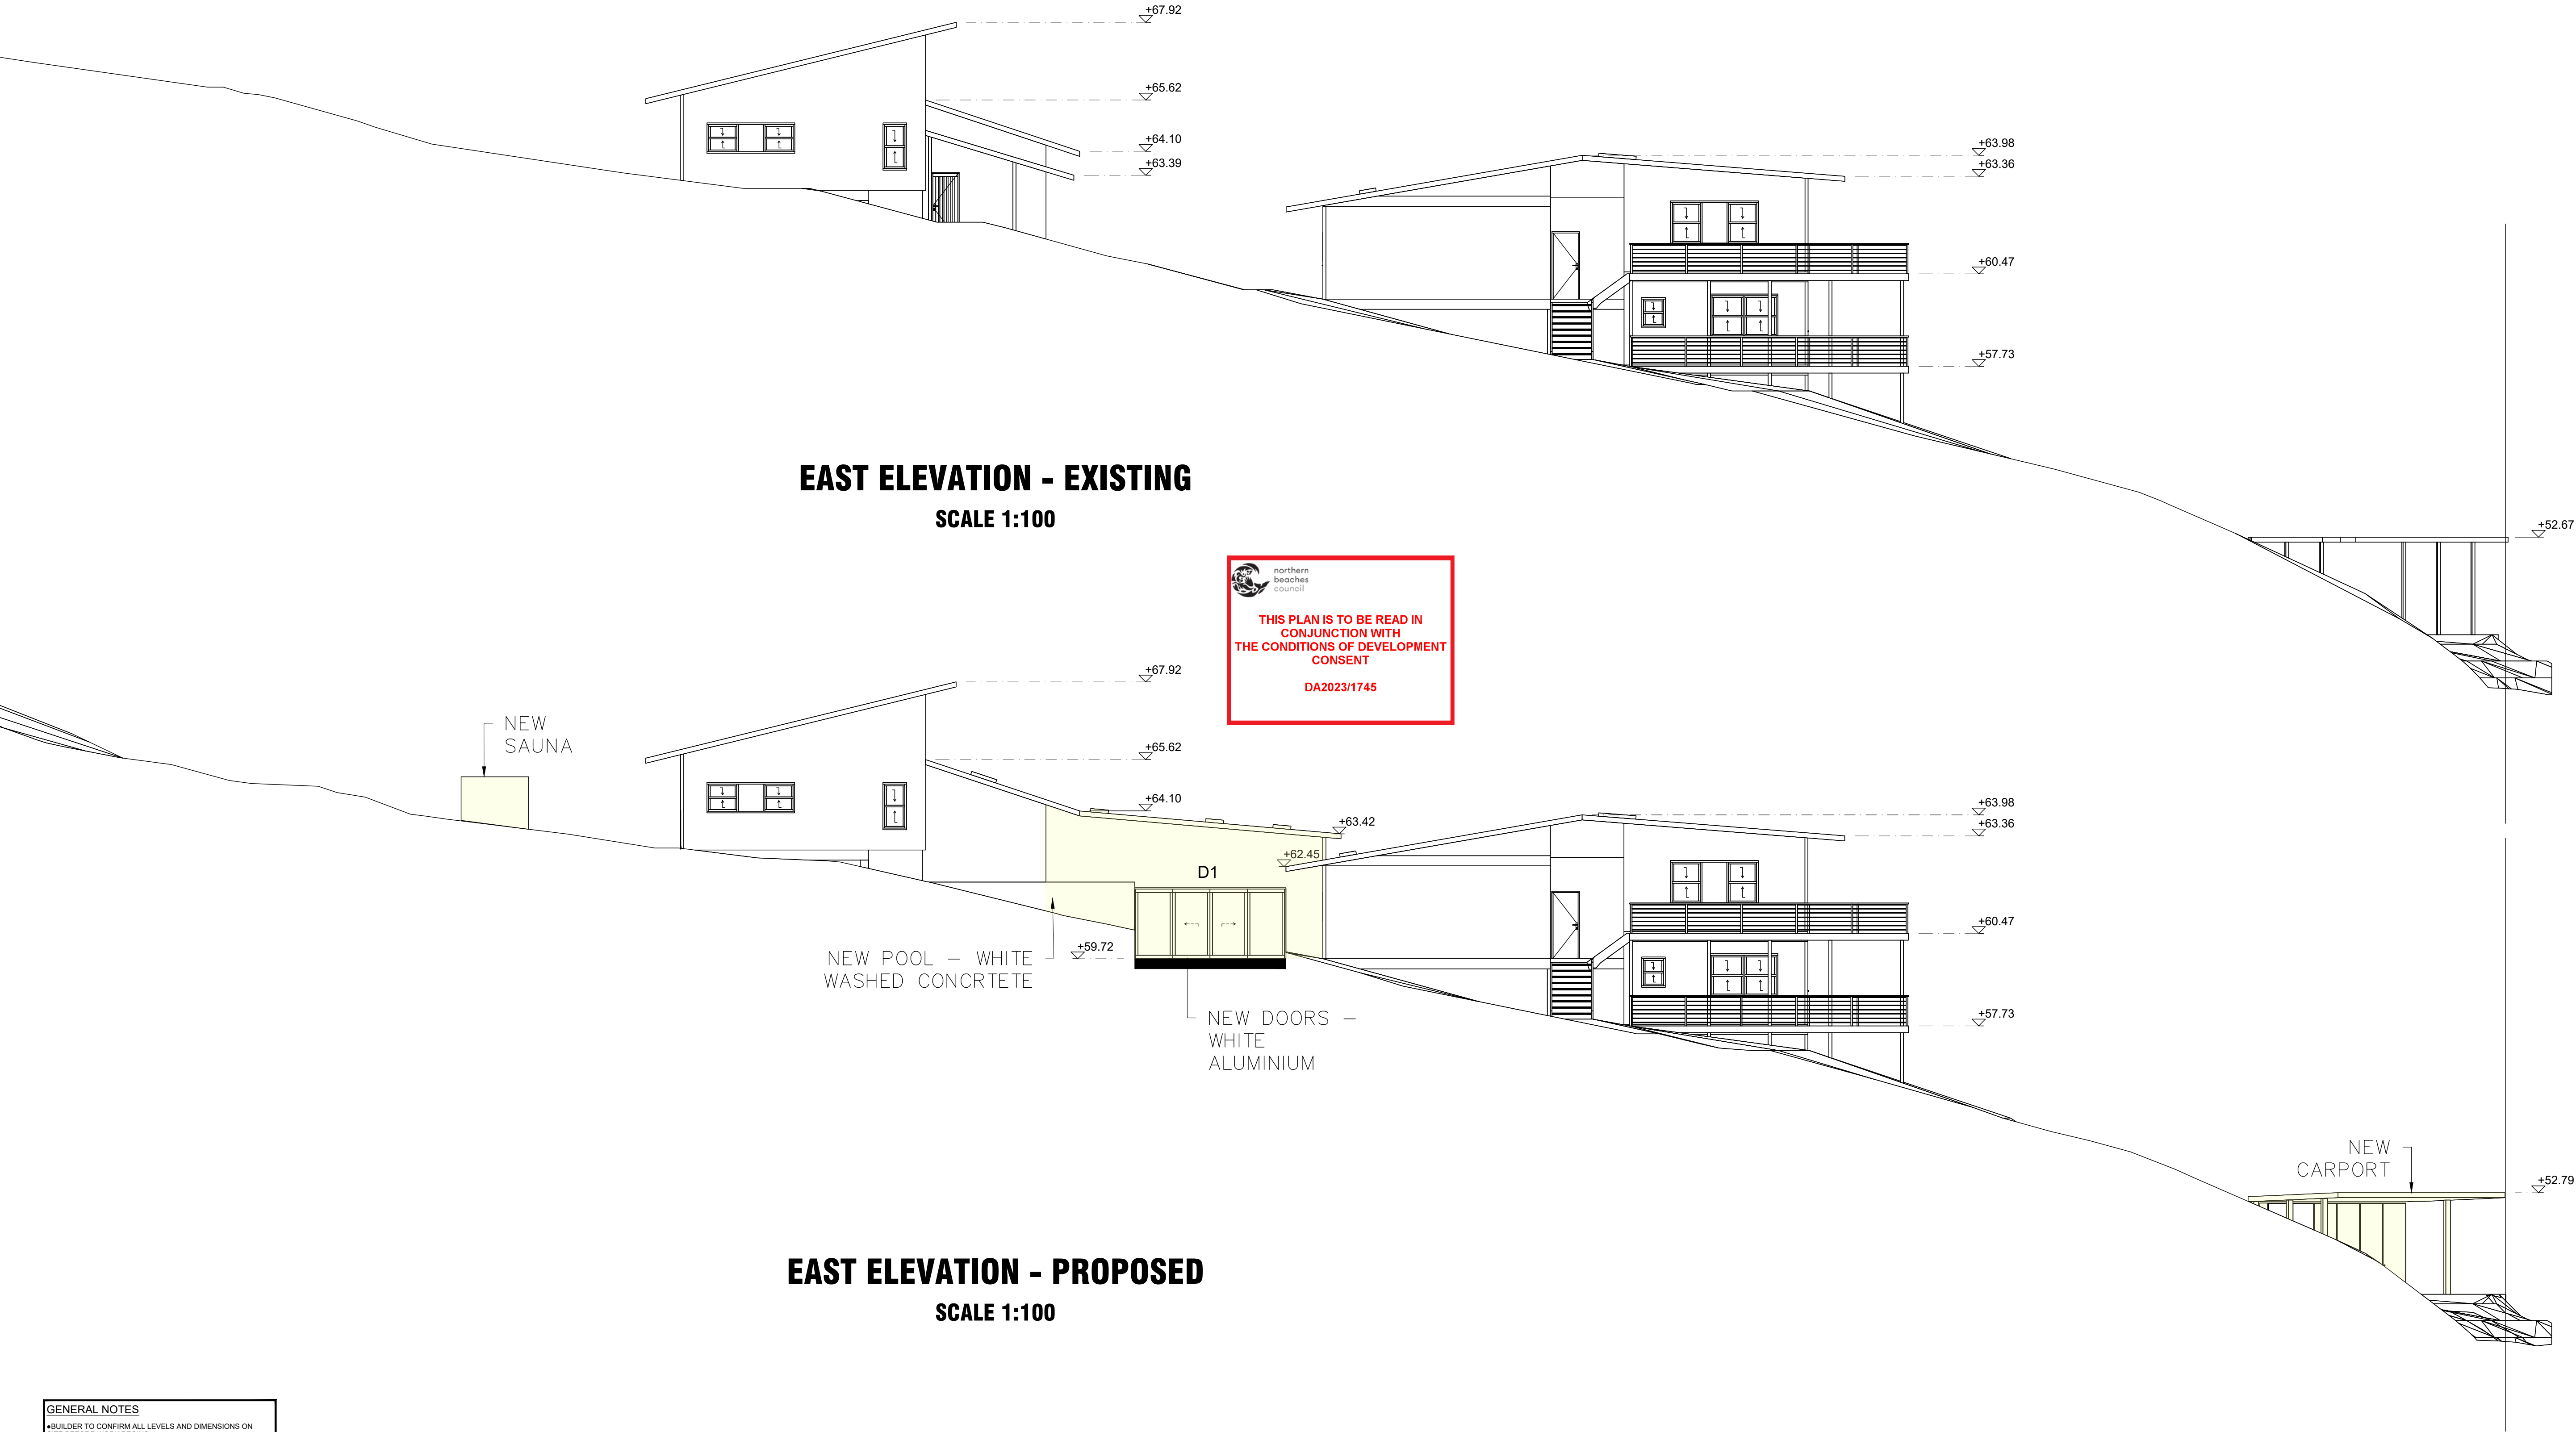 +67.92
+65.62
+64.10
+63.39
+63.98
+63.36
+60.47
+57.73
EAST ELEVATION - EXISTING
SCALE 1:100
+52.67
northern
beaches
council
THIS PLAN IS TO BE READ IN
CONJUNCTION WITH
THE CONDITIONS OF DEVELOPMENT
CONSENT
DA2023/1745
+67.92
NEW
SAUNA
+65.62
+64.10
+63.42
+62.45
D1
+63.98
+63.36
+60.47
+59.72
NEW POOL – WHITE
WASHED CONCRTETE
NEW DOORS –
WHITE
ALUMINIUM
+57.73
NEW
CARPORT
+52.79
EAST ELEVATION - PROPOSED
SCALE 1:100
GENERAL NOTES
•BUILDER TO CONFIRM ALL LEVELS AND DIMENSIONS ON